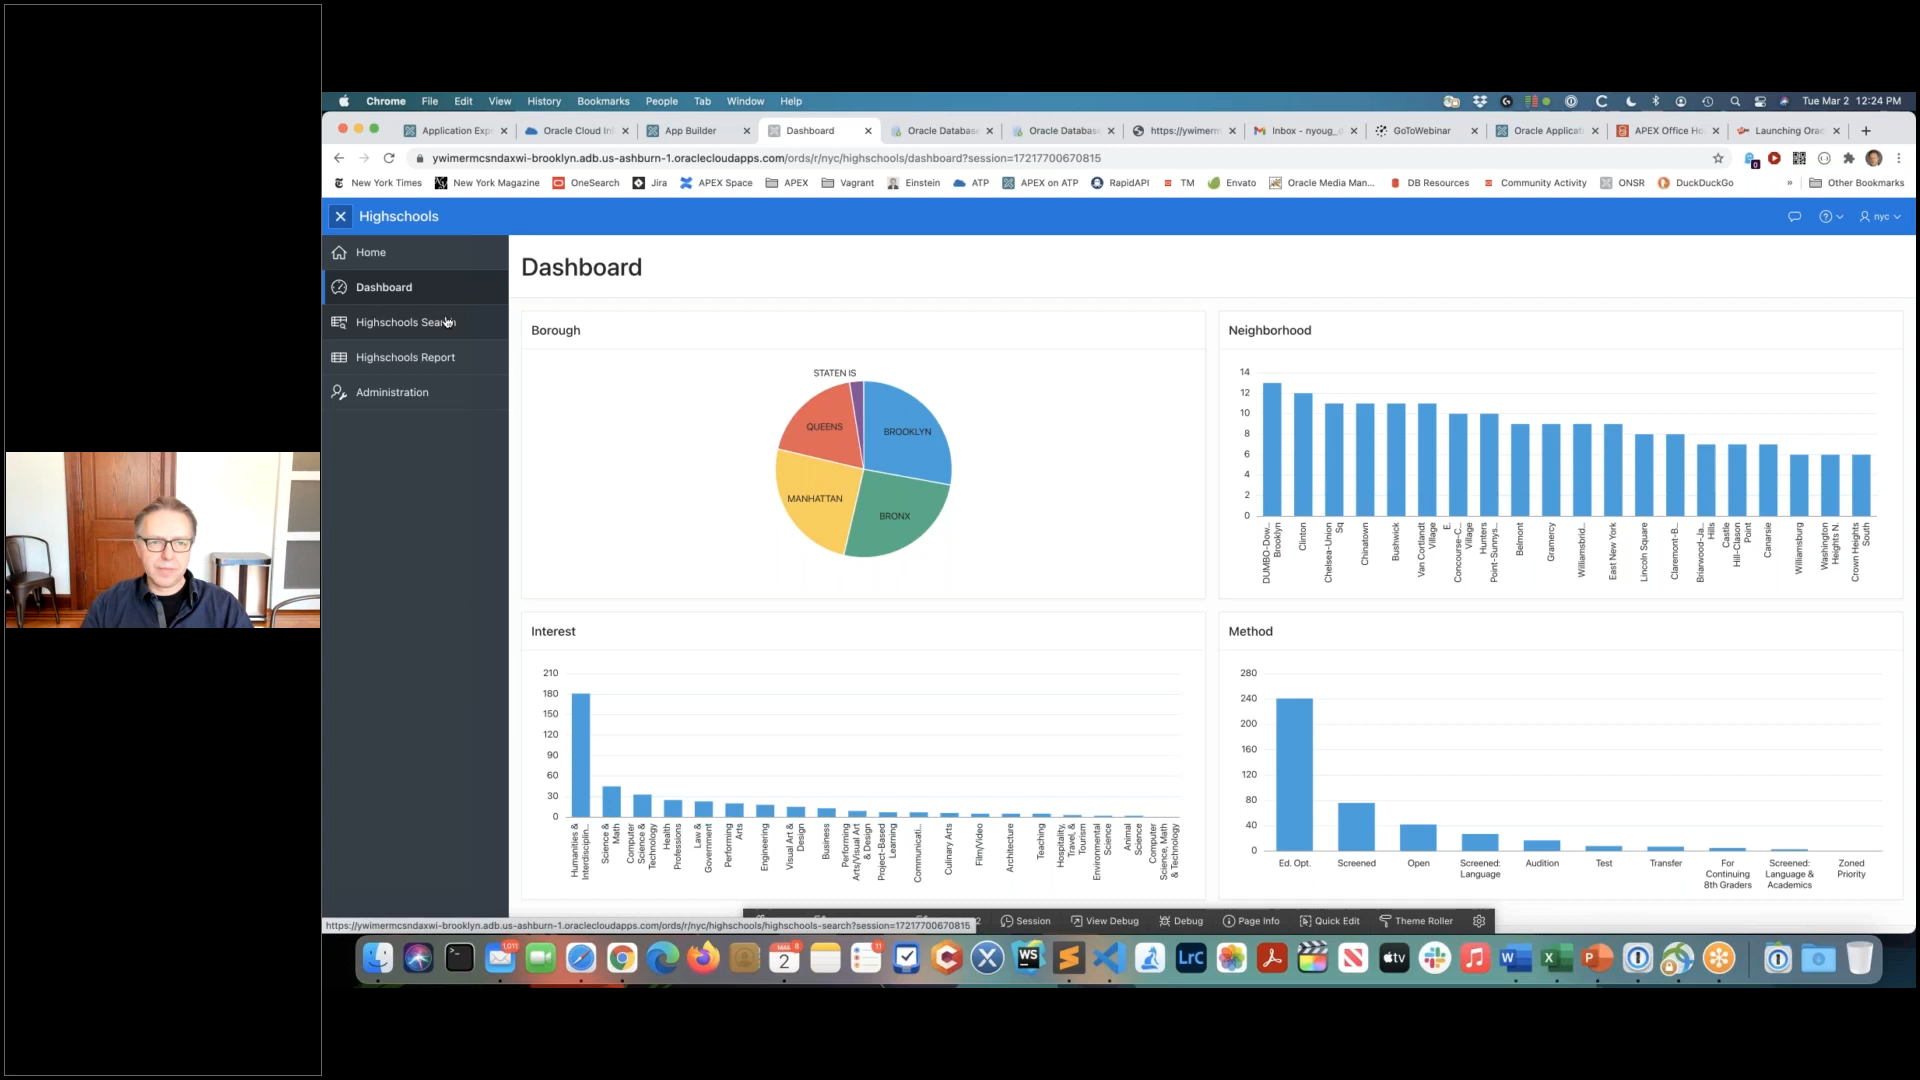 Chrome File Edit View History Bookmarks People Tab Window Help
Tue Mar 2 12:24 PM
Application Exp
Oracle Cloud In
App Builder
Dashboard
Oracle Databas
Oracle Databas
https://ywimerm
Inbox - nyoug_
GoToWebinar
Oracle Applicat
APEX Office Ho
Launching Orac
ywimermcsndaxwi-brooklyn.adb.us-ashburn-1.oraclecloudapps.com/ords/r/nyc/highschools/dashboard?session=17217700670815
New York Times New York Magazine OneSearch Jira APEX Space APEX Vagrant Einstein ATP APEX on ATP RapidAPI TM Envato Oracle Media Man... DB Resources Community Activity ONSR DuckDuckGo » Other Bookmarks
Highschools
nyc
Home
Dashboard
Highschools Search
Highschools Report
Administration
Dashboard
Borough
STATEN IS
QUEENS
BROOKLYN
MANHATTAN
BRONX
Neighborhood
14
12
10
8
6
4
2
0
DUMBO-Dow... Brooklyn
Clinton
Chelsea-Union Sq
Chinatown
Bushwick
Van Cortlandt Village
E. Concourse-C... Village
Hunters Point-Sunnys...
Belmont
Gramercy
Williamsbrid...
East New York
Lincoln Square
Claremont-B...
Briarwood-Ja... Hills
Castle Hill-Clason Point
Canarsie
Williamsburg
Washington Heights N.
Crown Heights South
Interest
210
180
150
120
90
60
30
0
Humanities & Interdisciplin...
Science & Math
Computer Science & Technology
Health Professions
Law & Government
Performing Arts
Engineering
Visual Art & Design
Business
Performing Arts/Visual Art & Design
Project-Based Learning
Communicati...
Culinary Arts
Film/Video
Architecture
Teaching
Hospitality, Travel, & Tourism
Environmental Science
Animal Science
Computer Science, Math & Technology
Method
280
240
200
160
120
80
40
0
Ed. Opt.
Screened
Open
Screened: Language
Audition
Test
Transfer
For Continuing 8th Graders
Screened: Language & Academics
Zoned Priority
https://ywimermcsndaxwi-brooklyn.adb.us-ashburn-1.oraclecloudapps.com/ords/r/nyc/highschools/highschools-search?session=17217700670815
2 Session View Debug Debug Page Info Quick Edit Theme Roller
1,011
MAR
2
8
11
WS
LrC
tv
W
X
P